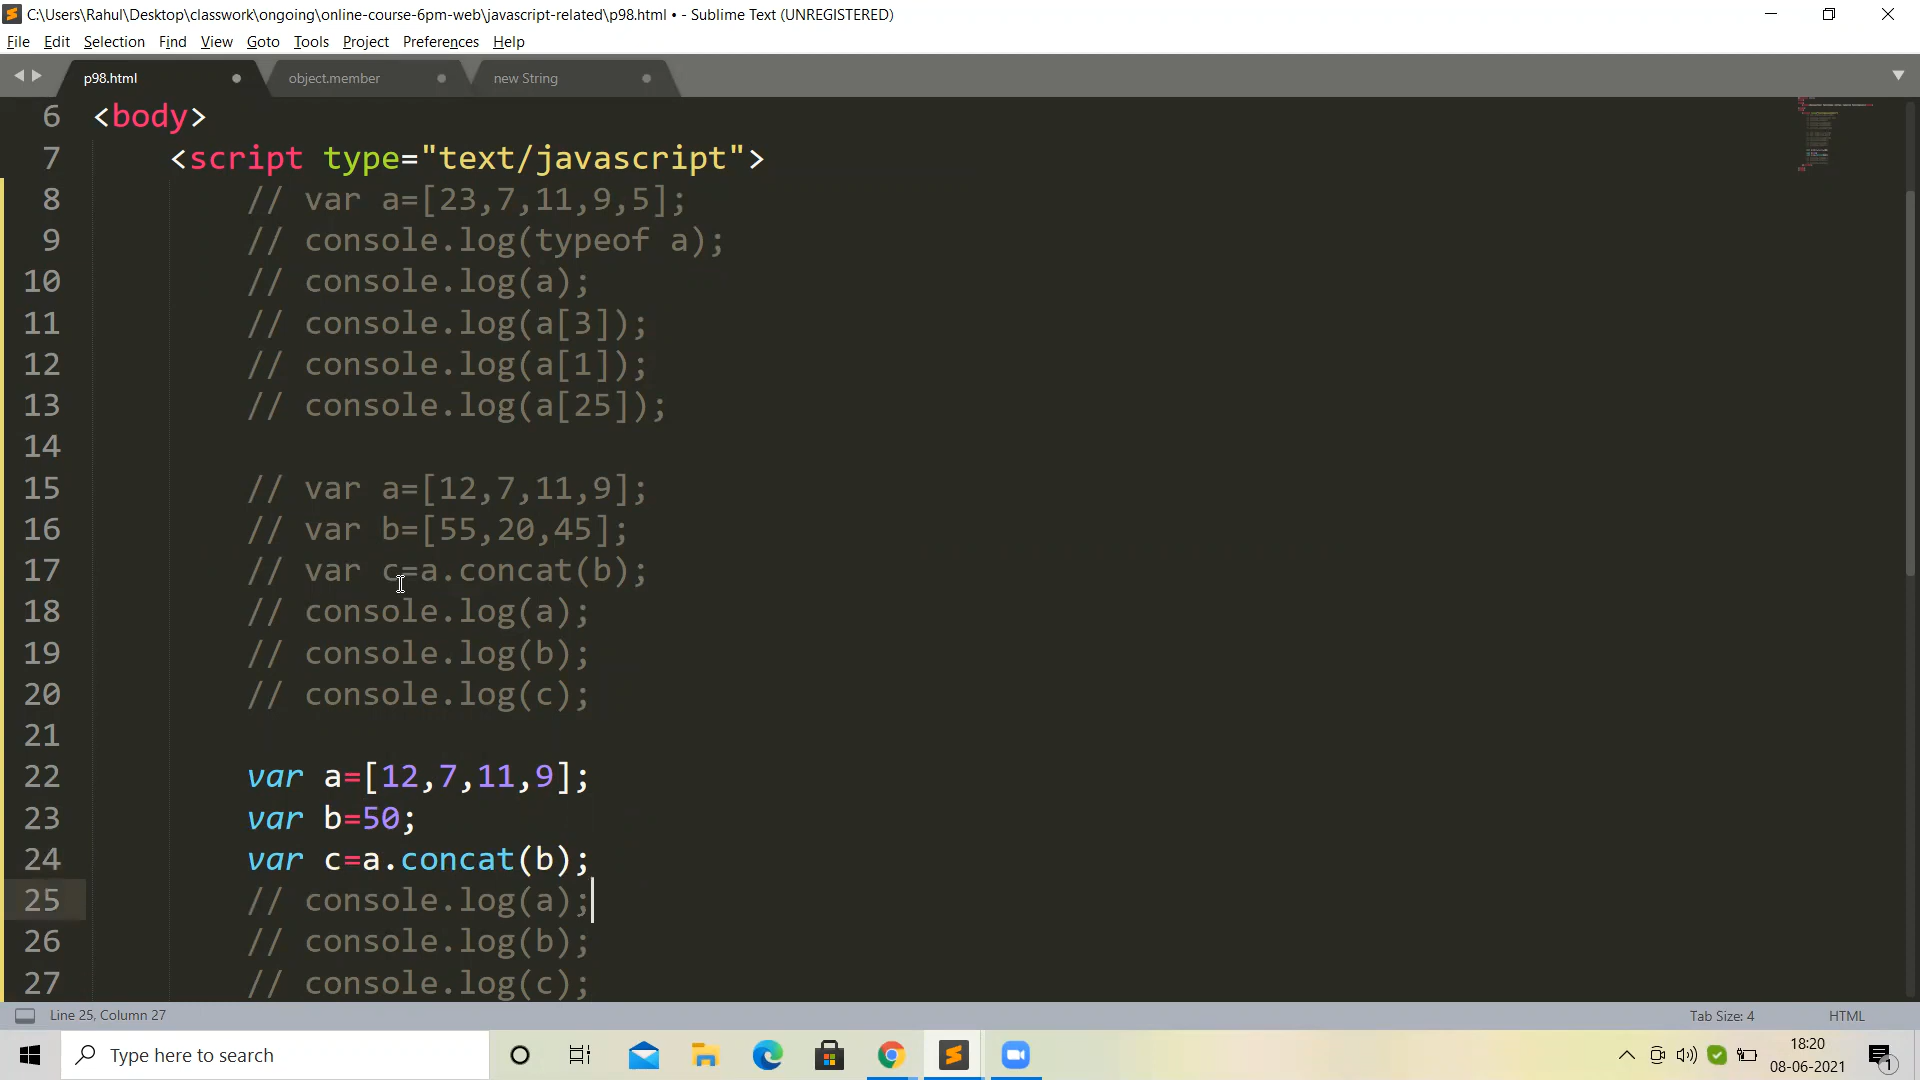 C:\Users\Rahul\Desktop\classwork\ongoing\online-course-6pm-web\javascript-related\p98.html • - Sublime Text (UNREGISTERED)
File Edit Selection Find View Goto Tools Project Preferences Help
p98.html object.member new String
6 <body>
7 <script type="text/javascript">
8 // var a=[23,7,11,9,5];
9 // console.log(typeof a);
10 // console.log(a);
11 // console.log(a[3]);
12 // console.log(a[1]);
13 // console.log(a[25]);
14
15 // var a=[12,7,11,9];
16 // var b=[55,20,45];
17 // var c=a.concat(b);
18 // console.log(a);
19 // console.log(b);
20 // console.log(c);
21
22 var a=[12,7,11,9];
23 var b=50;
24 var c=a.concat(b);
25 // console.log(a);
26 // console.log(b);
27 // console.log(c);
Line 25, Column 27 Tab Size: 4 HTML
Type here to search
18:20
08-06-2021
1